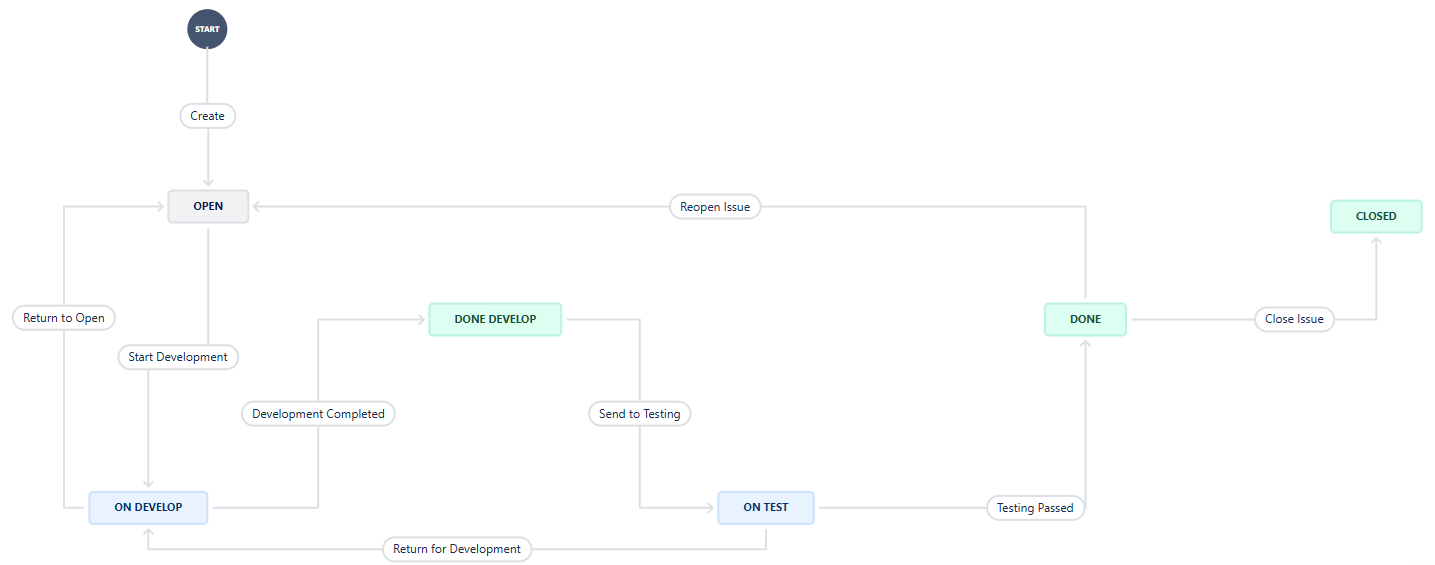 START
Create
OPEN
Reopen Issue
CLOSED
Return to Open
DONE DEVELOP
DONE
Close Issue
Start Development
Development Completed
Send to Testing
ON DEVELOP
ON TEST
Testing Passed
Return for Development